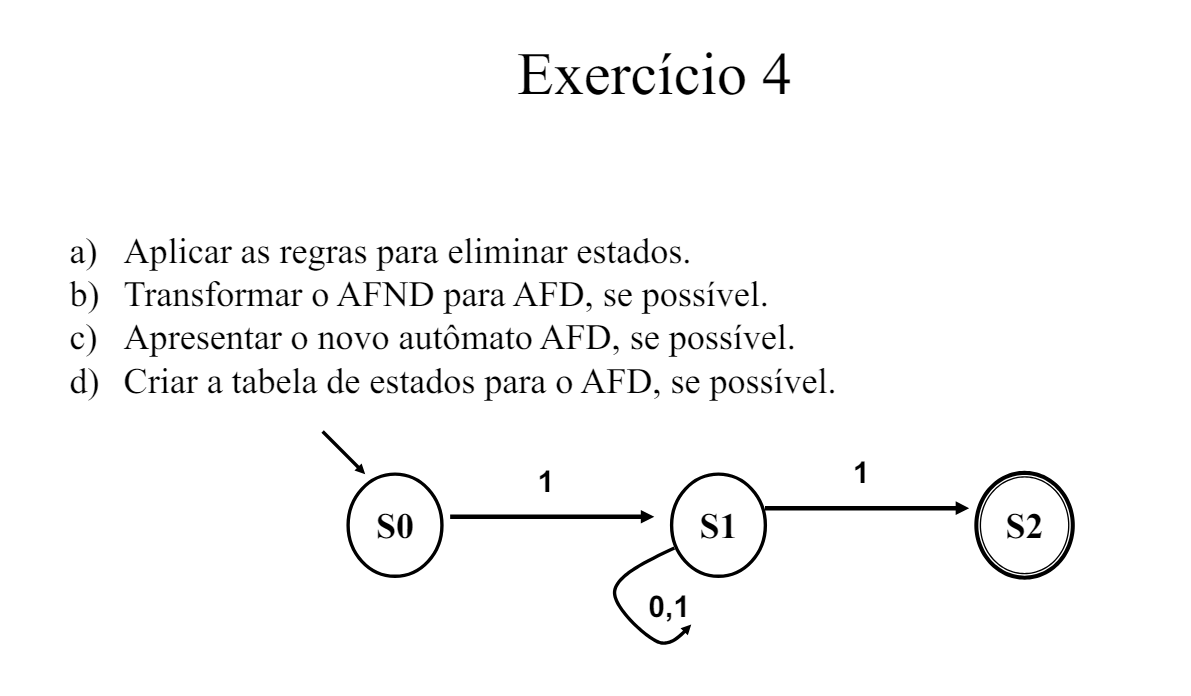 Exercício 4
a) Aplicar as regras para eliminar estados.
b) Transformar o AFND para AFD, se possível.
c) Apresentar o novo autômato AFD, se possível.
d) Criar a tabela de estados para o AFD, se possível.
1
1
S0
S1
S2
0,1